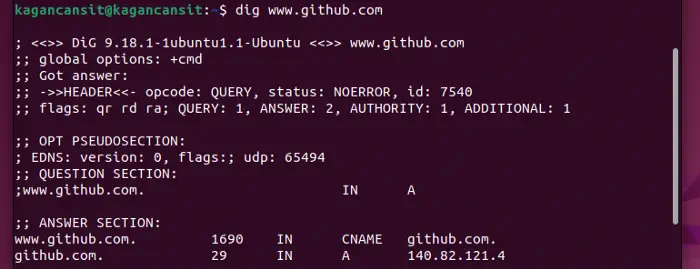 kagancansit@kagancansit:~$ dig www.github.com
; <<>> DiG 9.18.1-1ubuntu1.1-Ubuntu <<>> www.github.com
;; global options: +cmd
;; Got answer:
;; ->>HEADER<<- opcode: QUERY, status: NOERROR, id: 7540
;; flags: qr rd ra; QUERY: 1, ANSWER: 2, AUTHORITY: 1, ADDITIONAL: 1
;; OPT PSEUDOSECTION:
; EDNS: version: 0, flags:; udp: 65494
;; QUESTION SECTION:
;www.github.com. IN A
;; ANSWER SECTION:
www.github.com. 1690 IN CNAME github.com.
github.com. 29 IN A 140.82.121.4